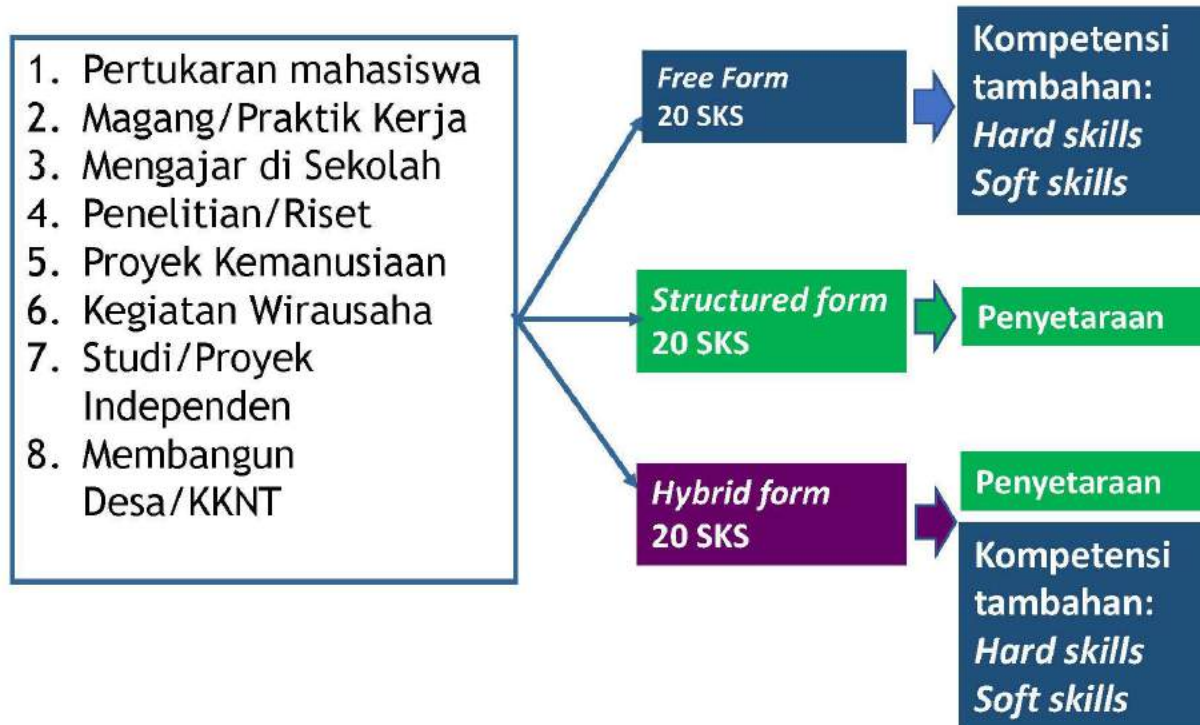 1. Pertukaran mahasiswa
2. Magang/Praktik Kerja
3. Mengajar di Sekolah
4. Penelitian/Riset
5. Proyek Kemanusiaan
6. Kegiatan Wirausaha
7. Studi/Proyek
Independen
8. Membangun
Desa/KKNT
Free Form
20 SKS
Kompetensi
tambahan:
Hard skills
Soft skills
Structured form
20 SKS
Penyetaraan
Hybrid form
20 SKS
Penyetaraan
Kompetensi
tambahan:
Hard skills
Soft skills